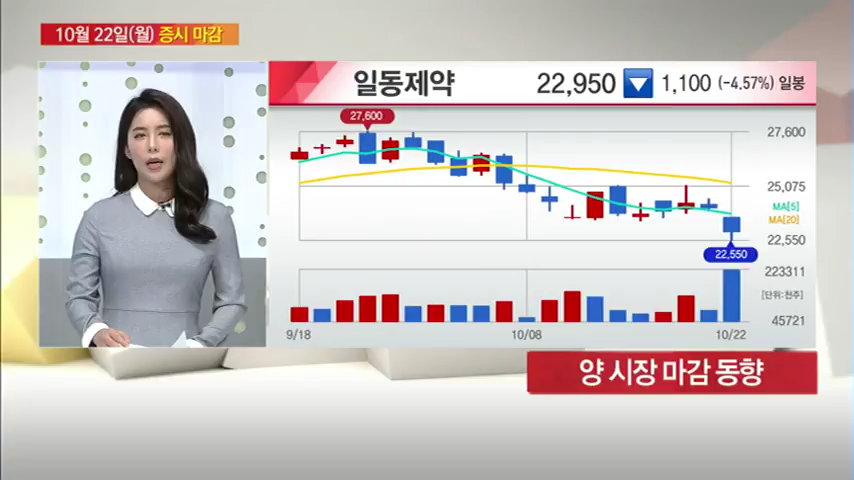 10월 22일(월) 증시 마감
일동제약 22,950 ▼ 1,100 (-4.57%) 일봉
27,600
27,600
25,075
MA[5]
MA[20]
22,550
22,550
223311
[단위:천주]
45721
9/18 10/08 10/22
양 시장 마감 동향